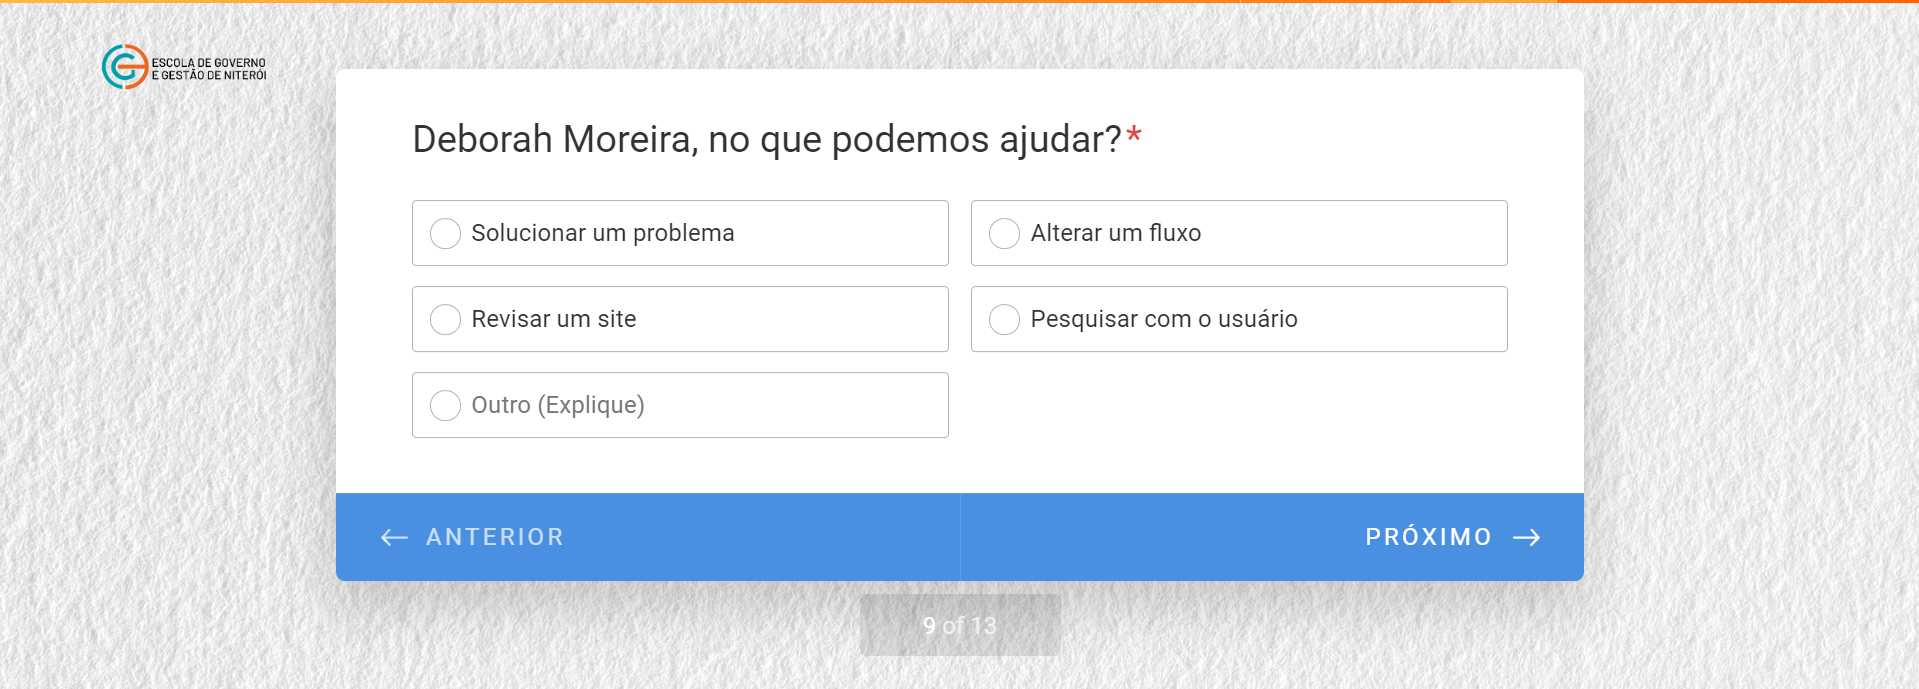 ESCOLA DE GOVERNO
E GESTÃO DE NITERÓI
Deborah Moreira, no que podemos ajudar?*
Solucionar um problema
Alterar um fluxo
Revisar um site
Pesquisar com o usuário
Outro (Explique)
← ANTERIOR
PRÓXIMO →
9 of 13